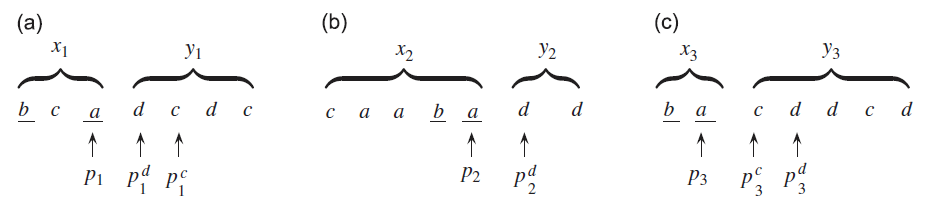 (a) (b) (c)
x₁ y₁ x₂ y₂ x₃ y₃
b c a d c d c c a a b a d d b a c d d c d
p₁ p₁ᵈ p₁ᶜ p₂ p₂ᵈ p₃ p₃ᶜ p₃ᵈ